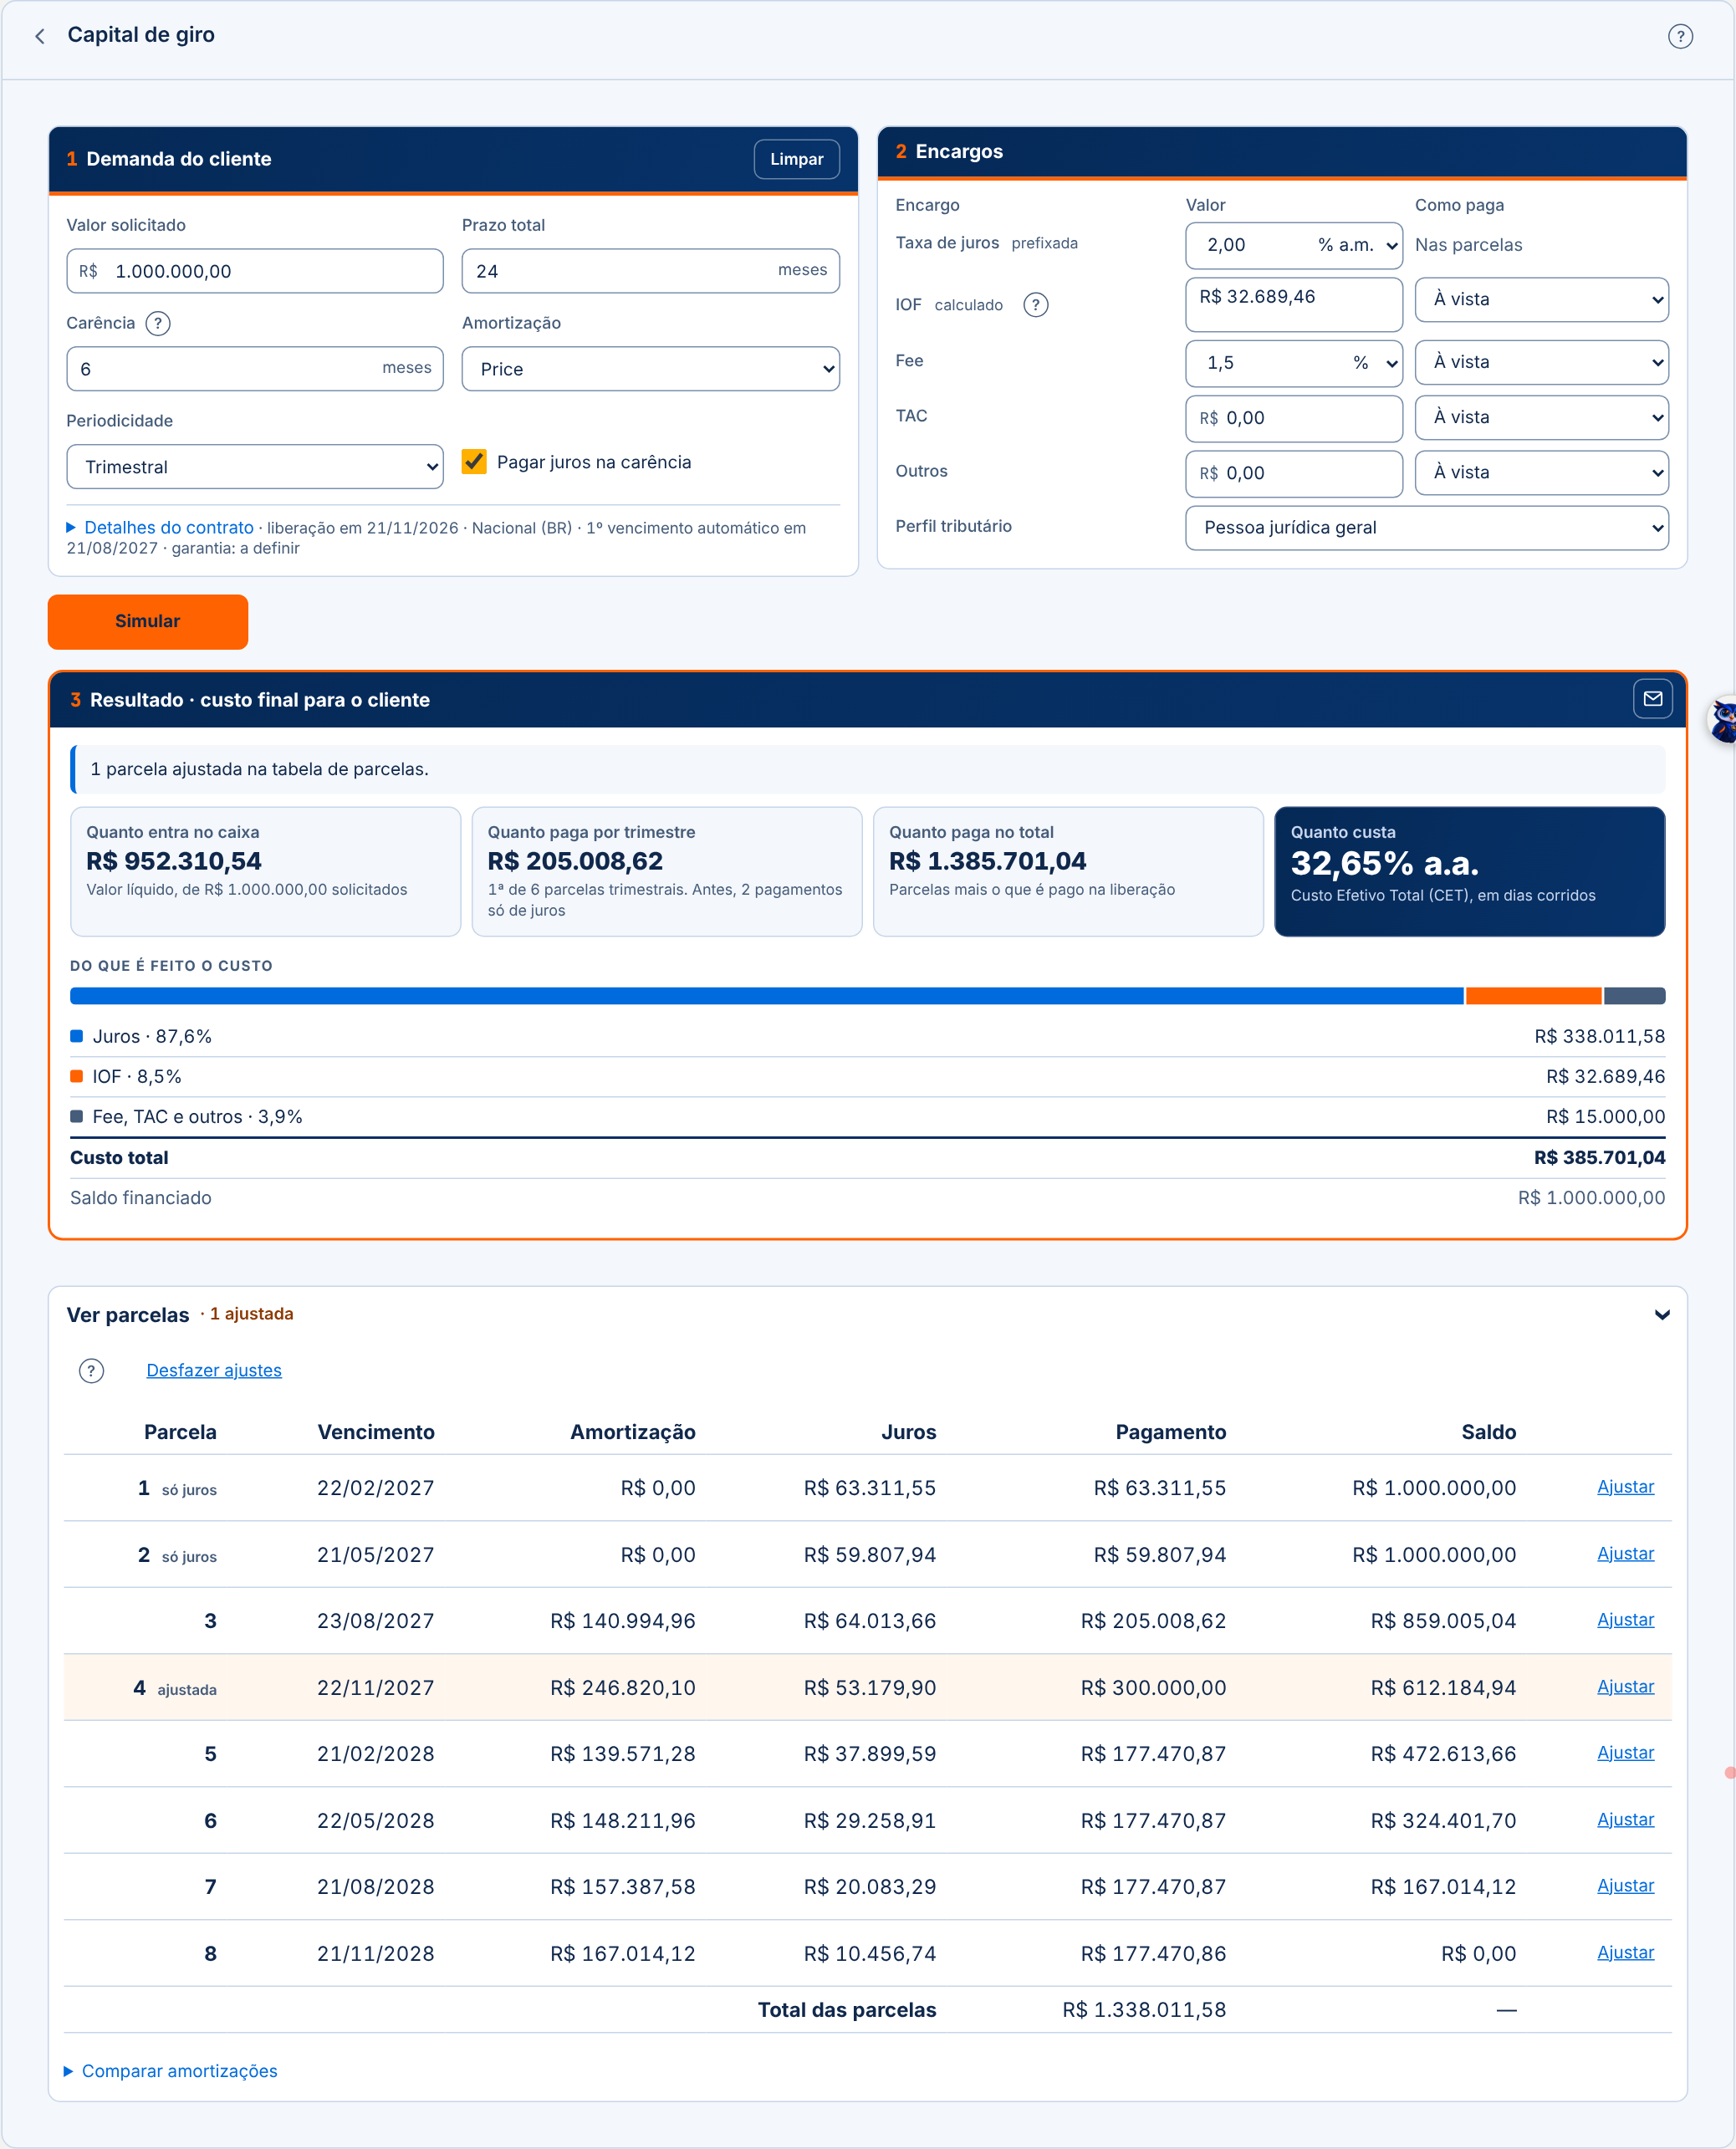 Capital de giro
?
1 Demanda do cliente
Limpar
Valor solicitado
Prazo total
R$ 1.000.000,00
24 meses
Carência ?
Amortização
6 meses
Price
Periodicidade
Trimestral
Pagar juros na carência
Detalhes do contrato · liberação em 21/11/2026 · Nacional (BR) · 1º vencimento automático em
21/08/2027 · garantia: a definir
2 Encargos
Encargo Valor Como paga
Taxa de juros prefixada 2,00 % a.m. Nas parcelas
IOF calculado ? R$ 32.689,46 À vista
Fee 1,5 % À vista
TAC R$ 0,00 À vista
Outros R$ 0,00 À vista
Perfil tributário Pessoa jurídica geral
Simular
3 Resultado · custo final para o cliente
1 parcela ajustada na tabela de parcelas.
Quanto entra no caixa
R$ 952.310,54
Valor líquido, de R$ 1.000.000,00 solicitados
Quanto paga por trimestre
R$ 205.008,62
1ª de 6 parcelas trimestrais. Antes, 2 pagamentos
só de juros
Quanto paga no total
R$ 1.385.701,04
Parcelas mais o que é pago na liberação
Quanto custa
32,65% a.a.
Custo Efetivo Total (CET), em dias corridos
DO QUE É FEITO O CUSTO
Juros · 87,6% R$ 338.011,58
IOF · 8,5% R$ 32.689,46
Fee, TAC e outros · 3,9% R$ 15.000,00
Custo total R$ 385.701,04
Saldo financiado R$ 1.000.000,00
Ver parcelas · 1 ajustada
? Desfazer ajustes
Parcela Vencimento Amortização Juros Pagamento Saldo
1 só juros 22/02/2027 R$ 0,00 R$ 63.311,55 R$ 63.311,55 R$ 1.000.000,00 Ajustar
2 só juros 21/05/2027 R$ 0,00 R$ 59.807,94 R$ 59.807,94 R$ 1.000.000,00 Ajustar
3 23/08/2027 R$ 140.994,96 R$ 64.013,66 R$ 205.008,62 R$ 859.005,04 Ajustar
4 ajustada 22/11/2027 R$ 246.820,10 R$ 53.179,90 R$ 300.000,00 R$ 612.184,94 Ajustar
5 21/02/2028 R$ 139.571,28 R$ 37.899,59 R$ 177.470,87 R$ 472.613,66 Ajustar
6 22/05/2028 R$ 148.211,96 R$ 29.258,91 R$ 177.470,87 R$ 324.401,70 Ajustar
7 21/08/2028 R$ 157.387,58 R$ 20.083,29 R$ 177.470,87 R$ 167.014,12 Ajustar
8 21/11/2028 R$ 167.014,12 R$ 10.456,74 R$ 177.470,86 R$ 0,00 Ajustar
Total das parcelas R$ 1.338.011,58 —
Comparar amortizações